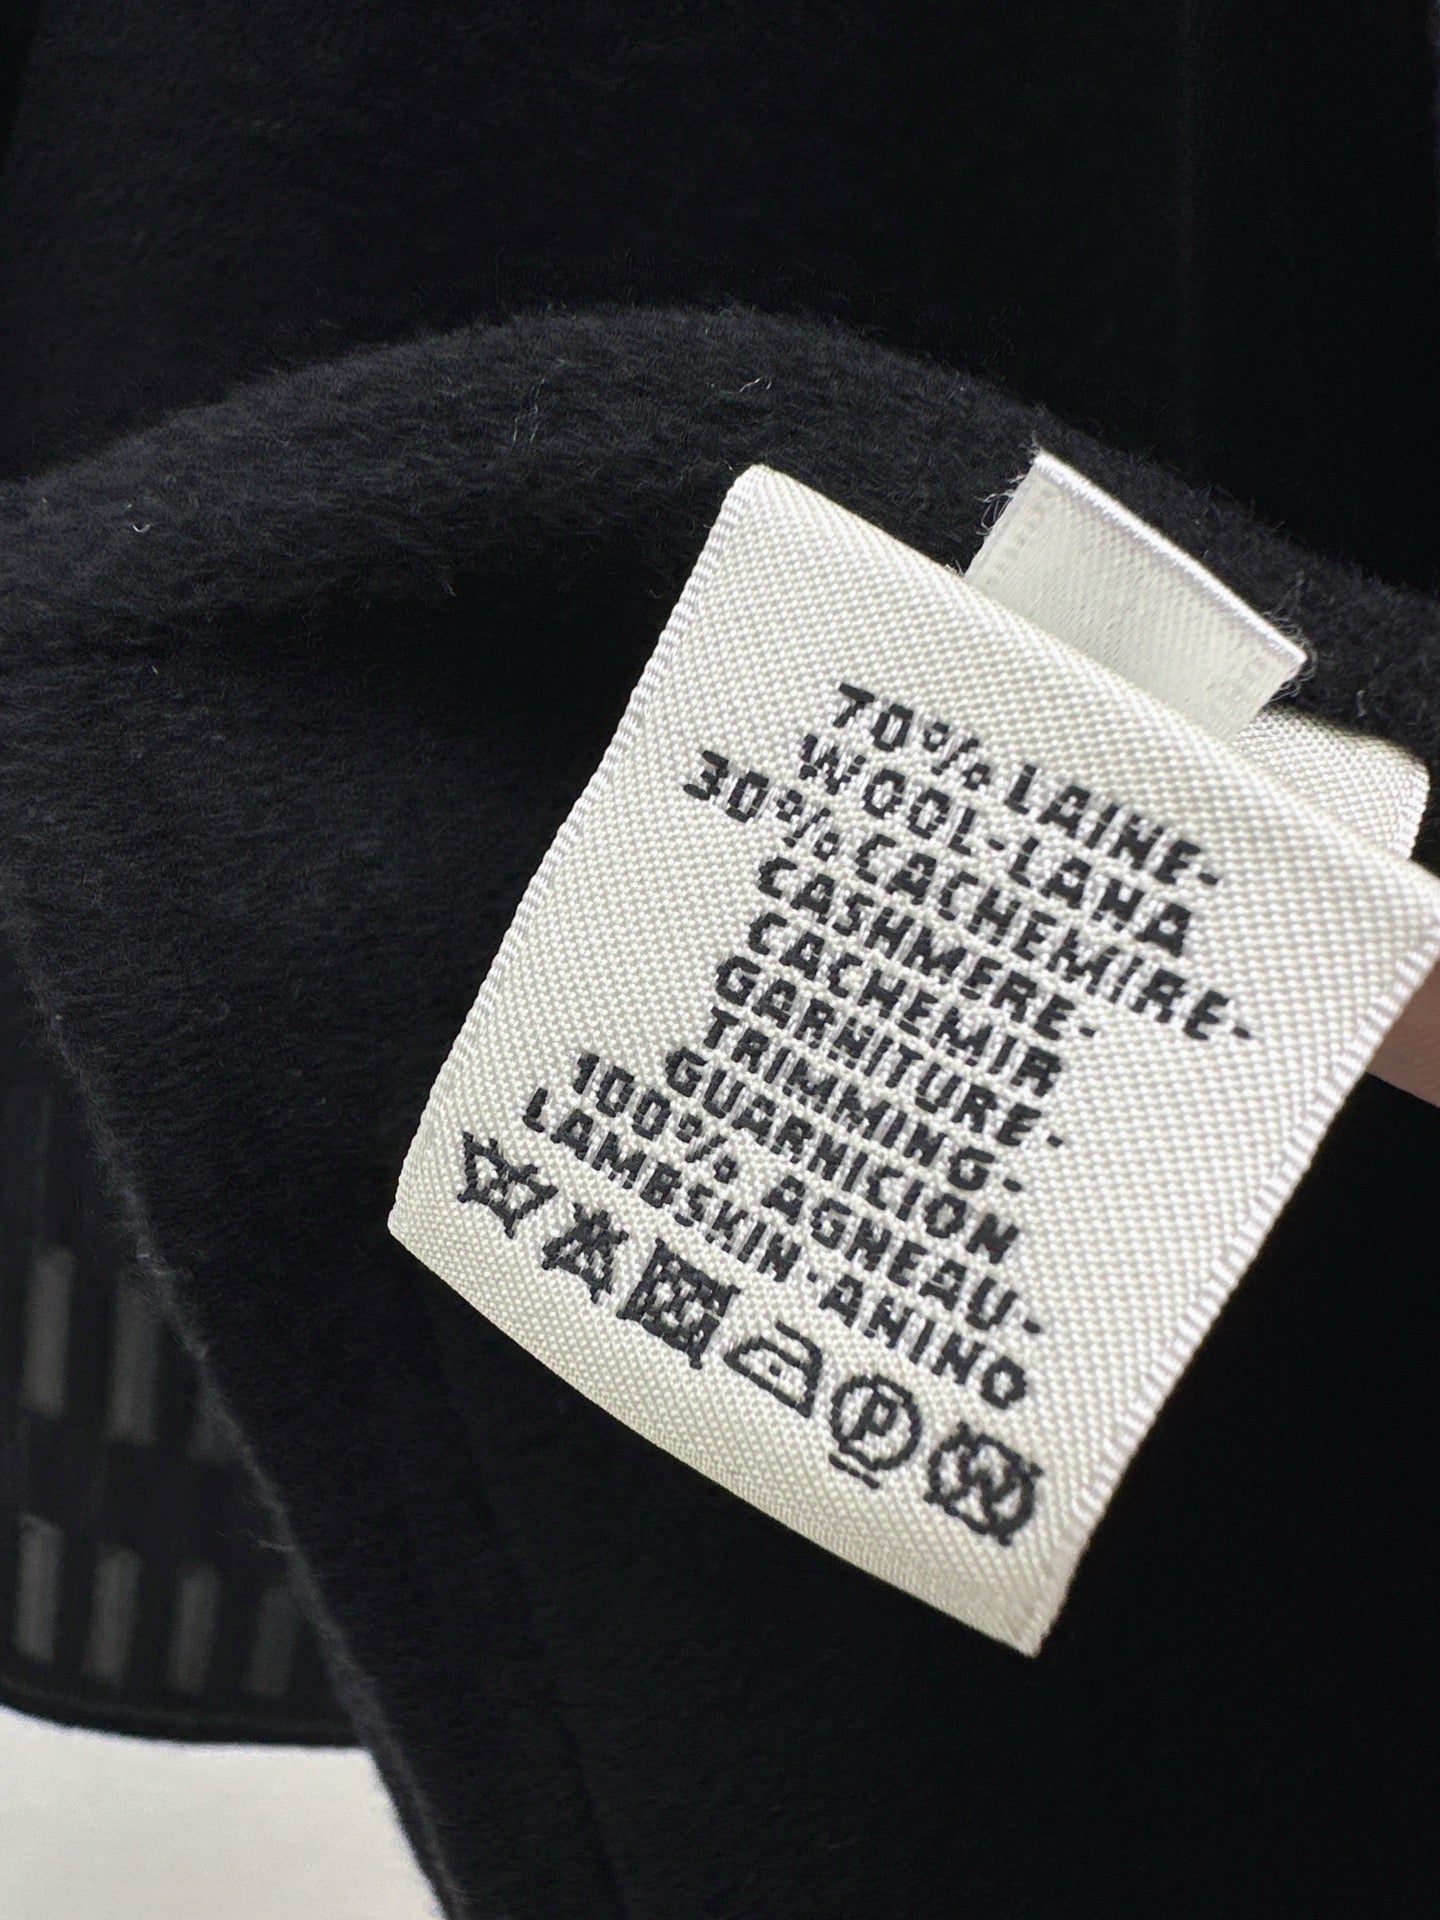 70% LAINE-
WOOL-LANA
30% CACHEMIRE-
CASHMERE-
CACHEMIR
GARNITURE-
TRIMMING-
GUARNICION
100% AGNEAU-
LAMBSKIN-ANINO
P
W